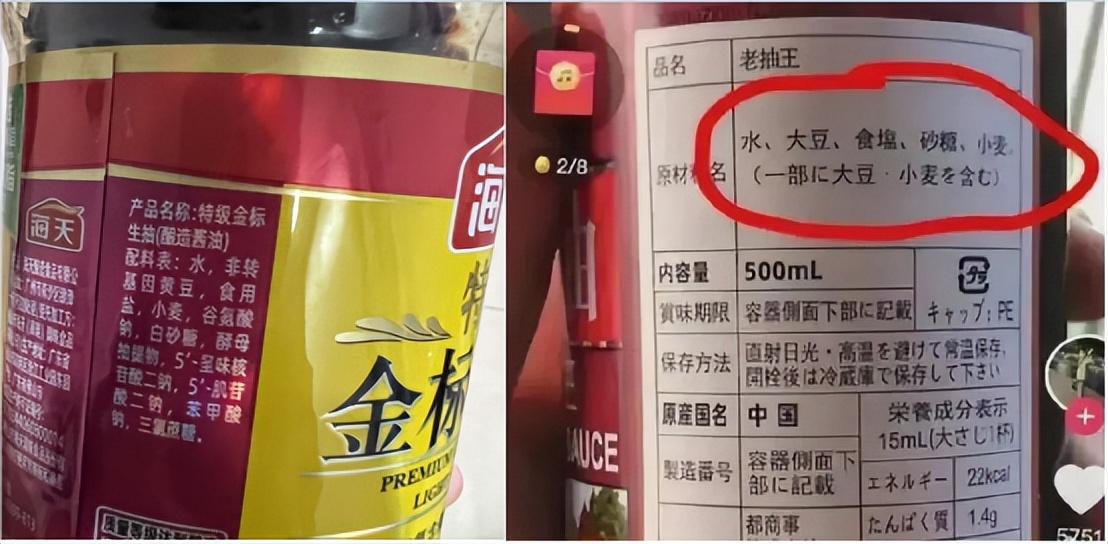 海天
产品名称:特级金标
生抽(酿造酱油)
配料表：水，非转
基因黄豆，食用
盐，小麦，谷氨酸
钠，白砂糖，酵母
抽提物，5'-呈味核
苷酸二钠，5'-肌苷
酸二钠，苯甲酸
钠，三氯蔗糖。
海
特
金标
PREMIUM
LIG
2/8
AUCE
品名 老抽王
原材料名 水、大豆、食塩、砂糖、小麦、
（一部に大豆・小麦を含む）
内容量 500mL
賞味期限 容器側面下部に記載
キャップ：PE
保存方法 直射日光・高温を避けて常温保存、
開栓後は冷蔵庫で保存して下さい
原産国名 中国
製造番号 容器側面下
部に記載
栄養成分表示
15mL(大さじ1杯)
エネルギー 22kcal
たんぱく質 1.4g
都商事
5751